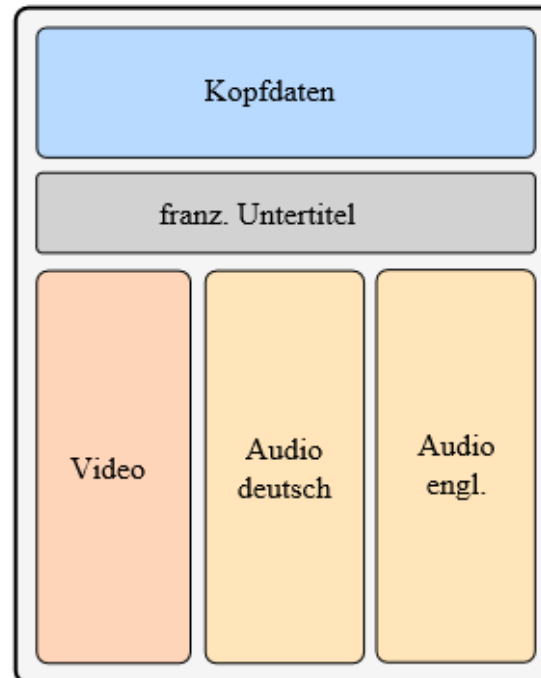 Kopfdaten
franz. Untertitel
Video
Audio
deutsch
Audio
engl.